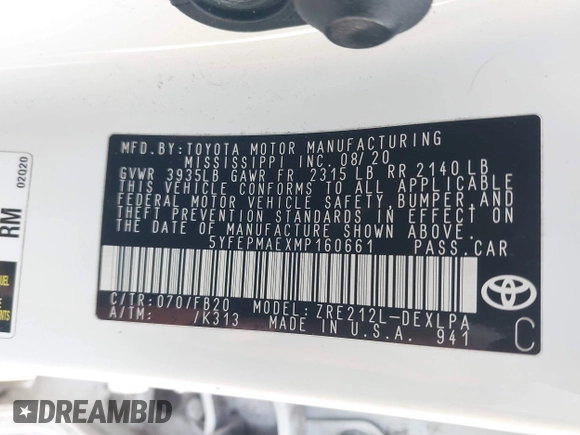 MFD.BY: TOYOTA MOTOR MANUFACTURING
MISSISSIPPI INC. 08/20
GVWR 3935LB GAWR FR 2315 LB RR 2140 LB
THIS VEHICLE CONFORMS TO ALL APPLICABLE
FEDERAL MOTOR VEHICLE SAFETY, BUMPER, AND
THEFT PREVENTION STANDARDS IN EFFECT ON
THE DATE OF MANUFACTURE SHOWN ABOVE.
5YFEPMAEXMP160661 PASS.CAR
C/TR: 070/FB20 MODEL: ZRE212L-DEXLPA
A/TM: /K313 MADE IN U.S.A. 941
TOYOTA
C
02020
RM
UEL
NTS
DREAMBID